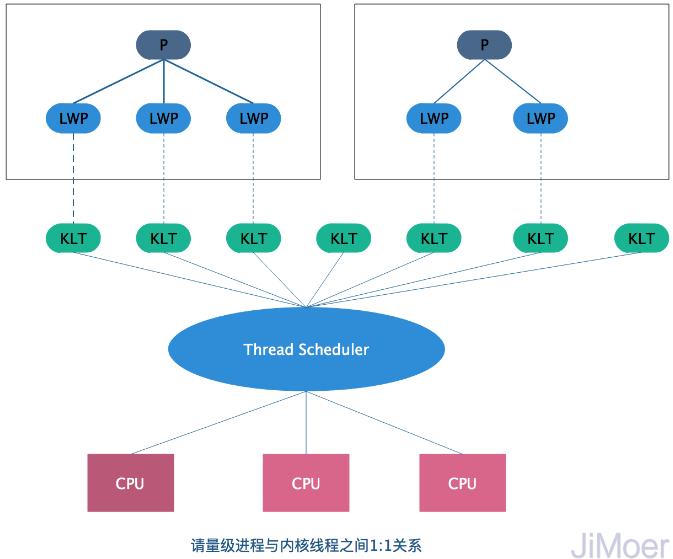 P
P
LWP
LWP
LWP
LWP
LWP
KLT
KLT
KLT
KLT
KLT
KLT
KLT
Thread Scheduler
CPU
CPU
CPU
请量级进程与内核线程之间1:1关系
JiMoer